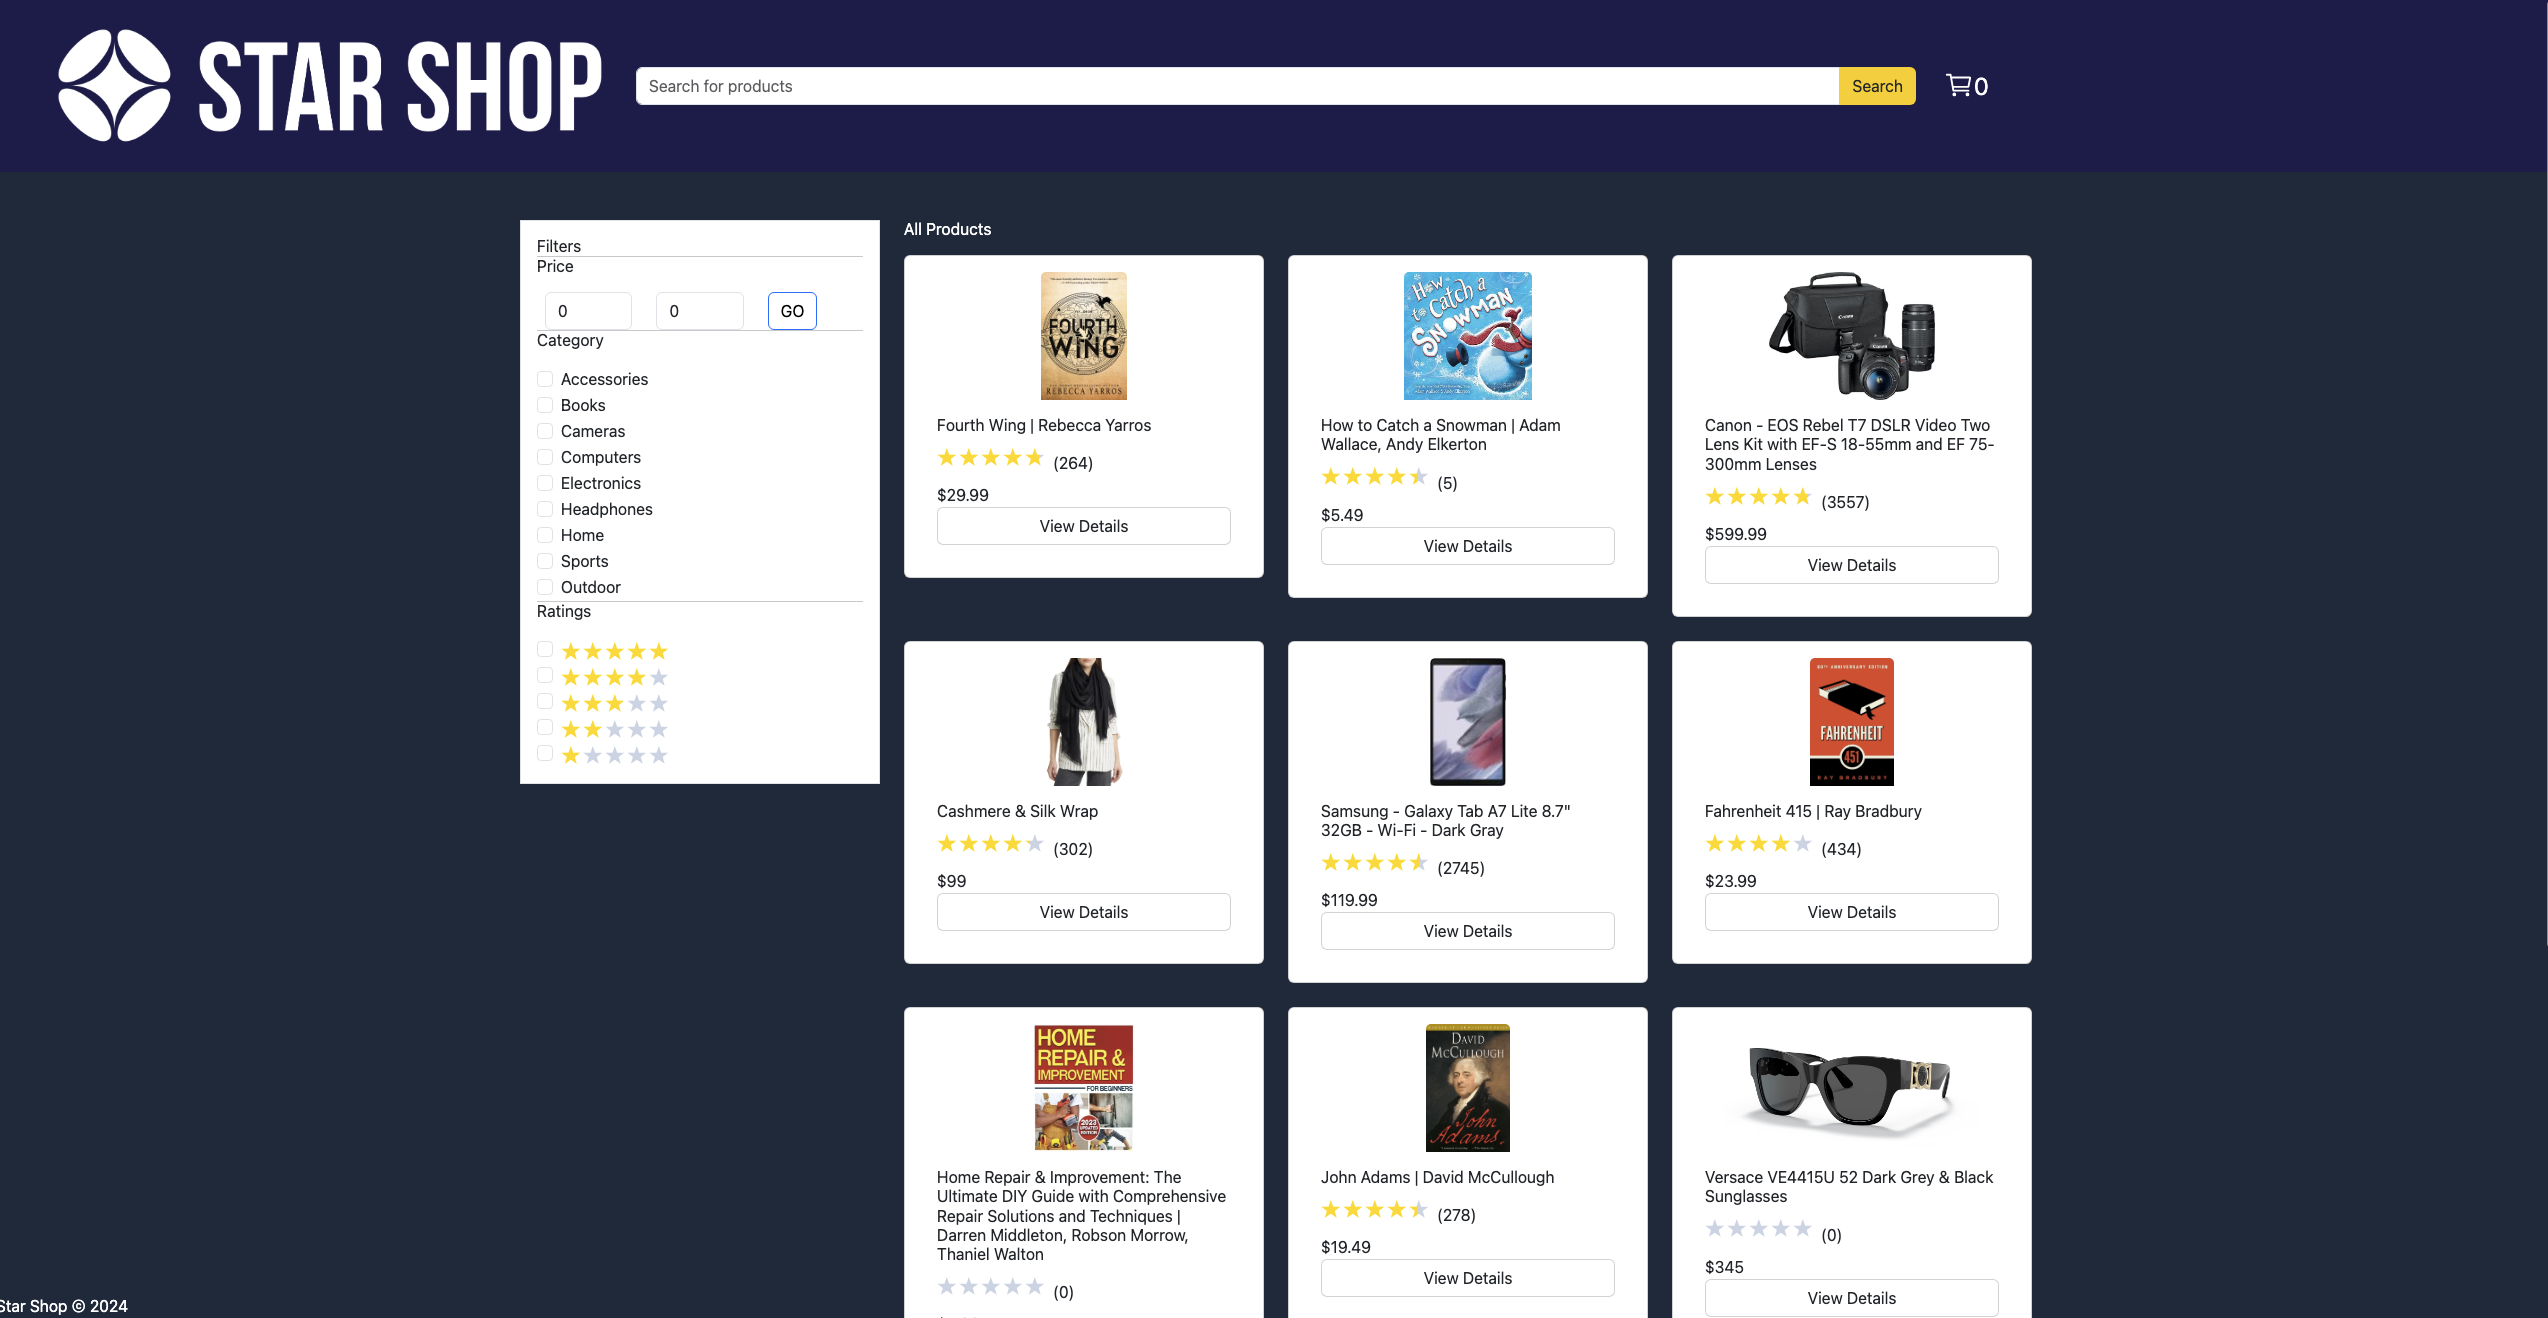 STAR SHOP
Search for products
Search
0
Filters
Price
0
0
GO
Category
Accessories
Books
Cameras
Computers
Electronics
Headphones
Home
Sports
Outdoor
Ratings
All Products
FOURTH
WING
REBECCA YARROS
Fourth Wing | Rebecca Yarros
(264)
$29.99
View Details
How
to Catch a
Snowman
How to Catch a Snowman | Adam
Wallace, Andy Elkerton
(5)
$5.49
View Details
Canon
Canon
Canon - EOS Rebel T7 DSLR Video Two
Lens Kit with EF-S 18-55mm and EF 75-
300mm Lenses
(3557)
$599.99
View Details
Cashmere & Silk Wrap
(302)
$99
View Details
Samsung - Galaxy Tab A7 Lite 8.7"
32GB - Wi-Fi - Dark Gray
(2745)
$119.99
View Details
60TH ANNIVERSARY EDITION
FAHRENHEIT
451
RAY BRADBURY
Fahrenheit 415 | Ray Bradbury
(434)
$23.99
View Details
HOME
REPAIR &
IMPROVEMENT
FOR BEGINNERS
2023
UPDATED
EDITION
Home Repair & Improvement: The
Ultimate DIY Guide with Comprehensive
Repair Solutions and Techniques |
Darren Middleton, Robson Morrow,
Thaniel Walton
(0)
DAVID
McCULLOUGH
John
Adams
John Adams | David McCullough
(278)
$19.49
View Details
Versace VE4415U 52 Dark Grey & Black
Sunglasses
(0)
$345
View Details
Star Shop © 2024